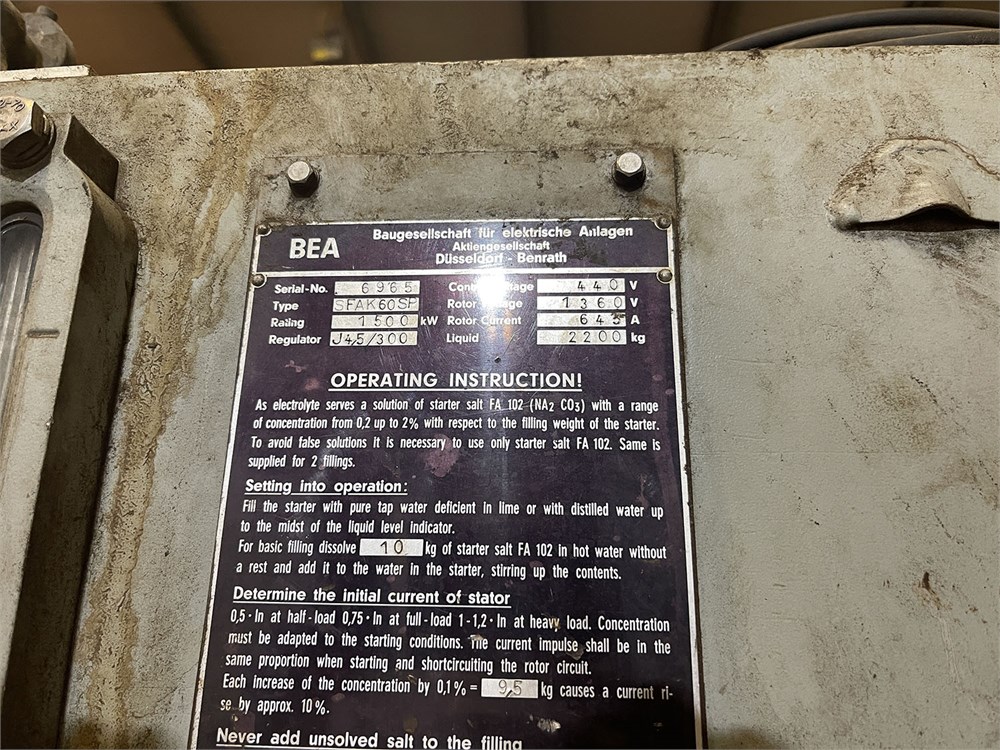 BEA
Baugesellschaft für elektrische Anlagen
Aktiengesellschaft
Düsseldorf - Benrath
Serial-No. 6965
Type SFAK60SP
Rating 1500 kW
Regulator J45/300
440 V
Rotor 1360 V
Rotor Current 645 A
Liquid 2200 kg
OPERATING INSTRUCTION!
As electrolyte serves a solution of starter salt FA 102 (NA2 CO3) with a range
of concentration from 0,2 up to 2% with respect to the filling weight of the starter.
To avoid false solutions it is necessary to use only starter salt FA 102. Same is
supplied for 2 fillings.
Setting into operation:
Fill the starter with pure tap water deficient in lime or with distilled water up
to the midst of the liquid level indicator.
For basic filling dissolve 10 kg of starter salt FA 102 in hot water without
a rest and add it to the water in the starter, stirring up the contents.
Determine the initial current of stator
0,5 · In at half-load 0,75 · In at full-load 1-1,2 · In at heavy load. Concentration
must be adapted to the starting conditions. The current impulse shall be in the
same proportion when starting and shortcircuiting the rotor circuit.
Each increase of the concentration by 0,1% = 9,5 kg causes a current ri-
se by approx. 10%.
Never add unsolved salt to the filling